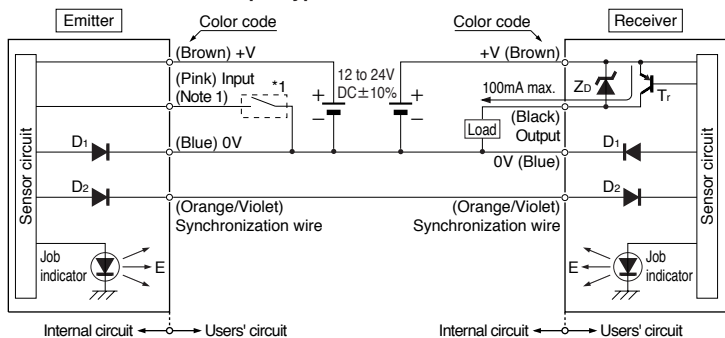 Emitter
Color code
Color code
Receiver
(Brown) +V
+V (Brown)
(Pink) Input
(Note 1)
*1
12 to 24V
DC±10%
+
−
+
−
100mA max.
ZD
Tr
Load
(Black)
Output
Sensor circuit
D1
(Blue) 0V
0V (Blue)
D1
Sensor circuit
D2
(Orange/Violet)
Synchronization wire
(Orange/Violet)
Synchronization wire
D2
Job
indicator
E
E
Job
indicator
Internal circuit
Users' circuit
Internal circuit
Users' circuit